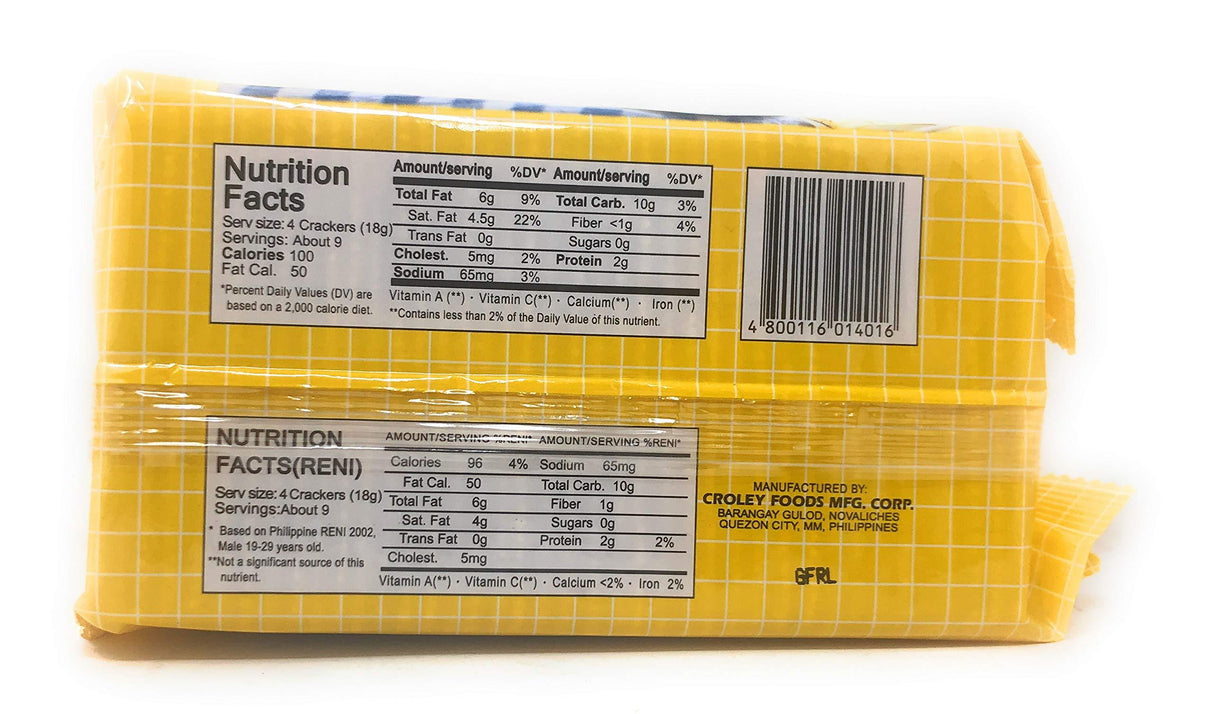 Nutrition
Facts
Serv size: 4 Crackers (18g)
Servings: About 9
Calories 100
Fat Cal. 50
*Percent Daily Values (DV) are
based on a 2,000 calorie diet.
Amount/serving %DV* Amount/serving %DV*
Total Fat 6g 9% Total Carb. 10g 3%
Sat. Fat 4.5g 22% Fiber <1g 4%
Trans Fat 0g Sugars 0g
Cholest. 5mg 2% Protein 2g
Sodium 65mg 3%
Vitamin A (**) · Vitamin C(**) · Calcium(**) · Iron (**)
**Contains less than 2% of the Daily Value of this nutrient.
4 800116 014016
NUTRITION
FACTS(RENI)
Serv size: 4 Crackers (18g)
Servings:About 9
* Based on Philippine RENI 2002,
Male 19-29 years old.
**Not a significant source of this
nutrient.
AMOUNT/SERVING %RENI* AMOUNT/SERVING %RENI*
Calories 96 4% Sodium 65mg
Fat Cal. 50 Total Carb. 10g
Total Fat 6g Fiber 1g
Sat. Fat 4g Sugars 0g
Trans Fat 0g Protein 2g 2%
Cholest. 5mg
Vitamin A(**) · Vitamin C(**) · Calcium <2% · Iron 2%
MANUFACTURED BY:
CROLEY FOODS MFG. CORP.
BARANGAY GULOD, NOVALICHES
QUEZON CITY, MM, PHILIPPINES
GFRL